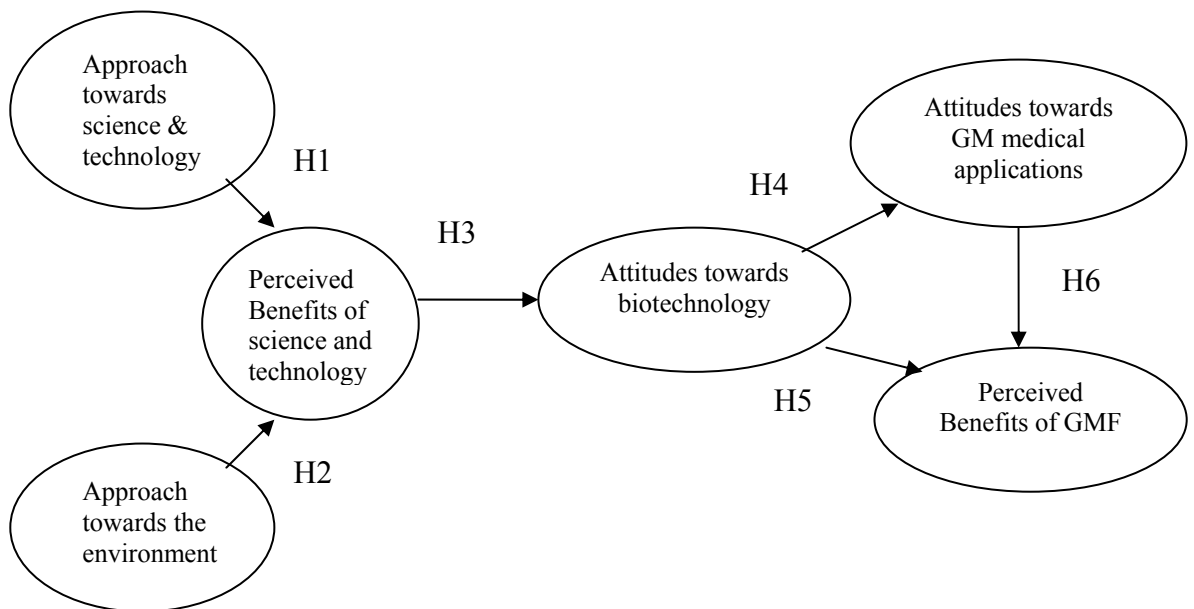 Approach
towards
science &
technology
H1
Perceived
Benefits of
science and
technology
H2
Approach
towards the
environment
H3
Attitudes towards
biotechnology
H4
Attitudes towards
GM medical
applications
H5
H6
Perceived
Benefits of GMF